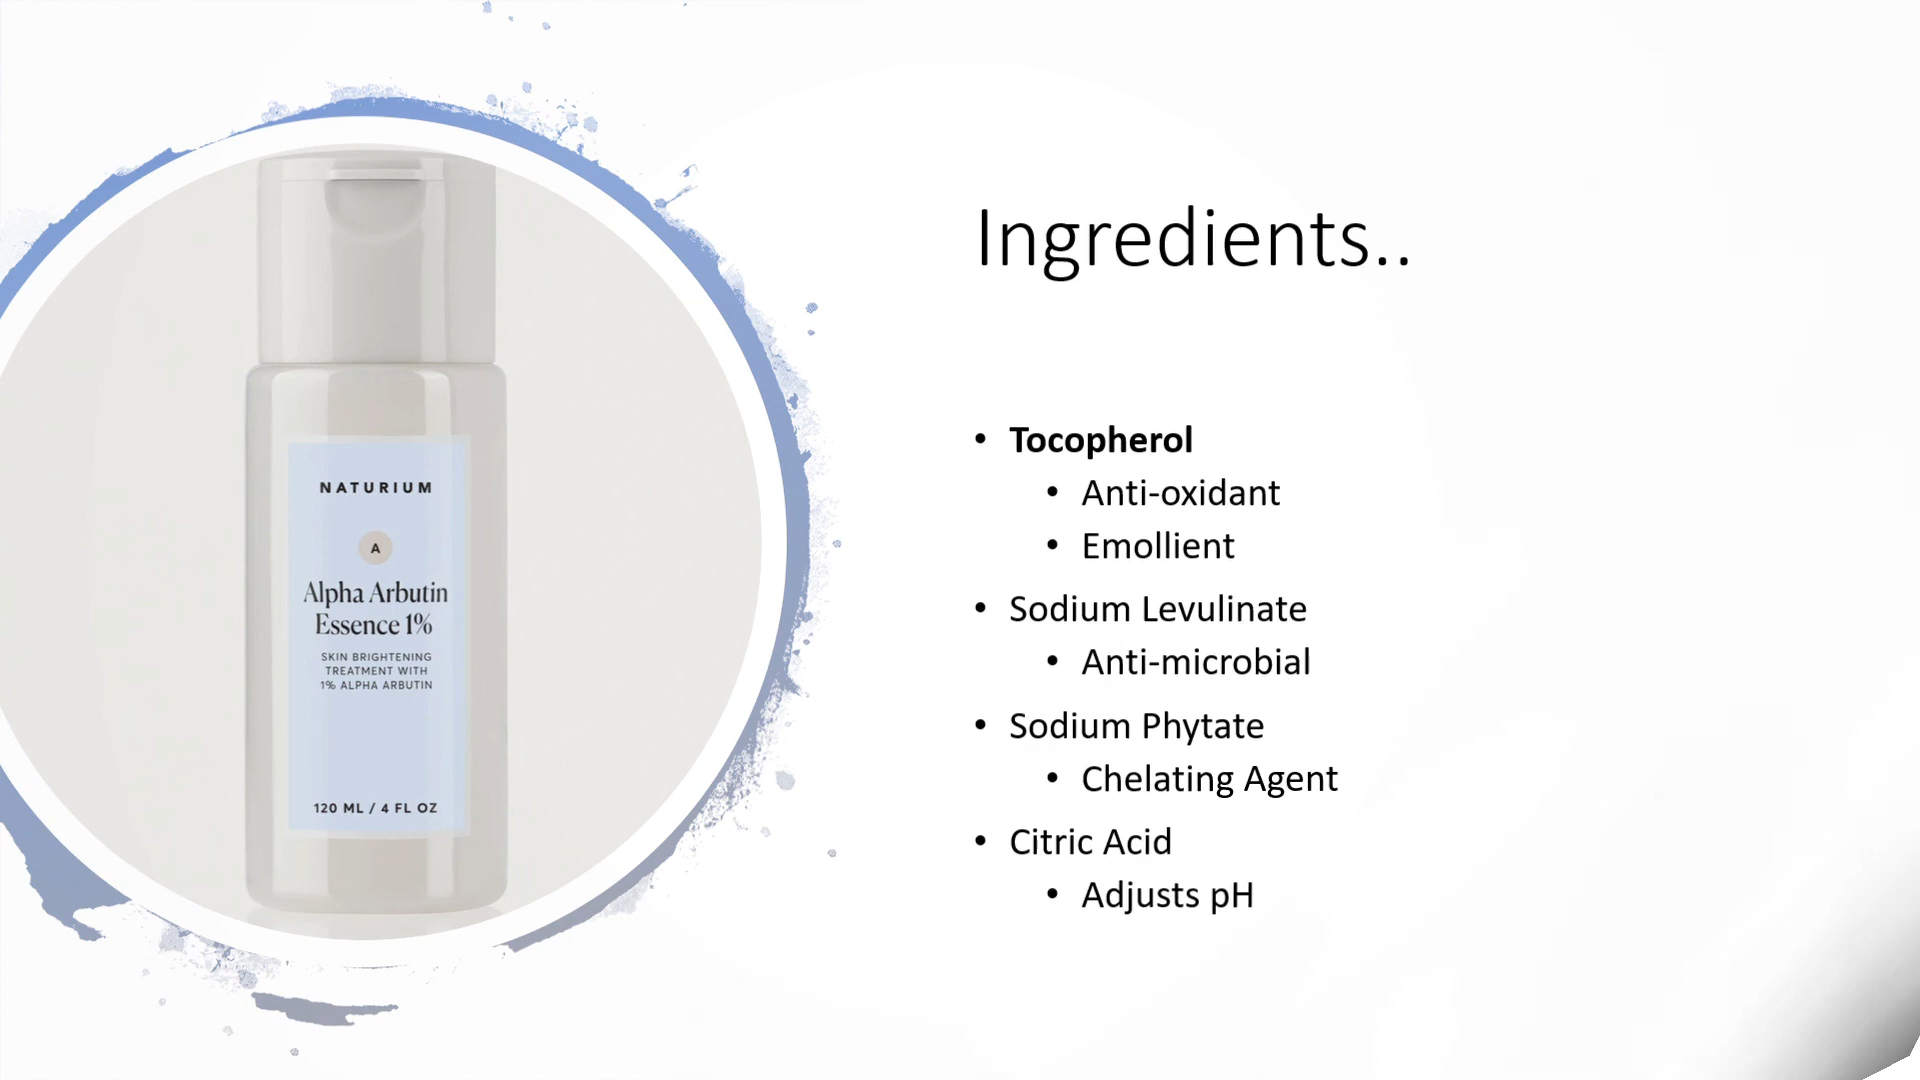 NATURIUM
A
Alpha Arbutin
Essence 1%
SKIN BRIGHTENING
TREATMENT WITH
1% ALPHA ARBUTIN
120 ML / 4 FL OZ
Ingredients..
• Tocopherol
• Anti-oxidant
• Emollient
• Sodium Levulinate
• Anti-microbial
• Sodium Phytate
• Chelating Agent
• Citric Acid
• Adjusts pH